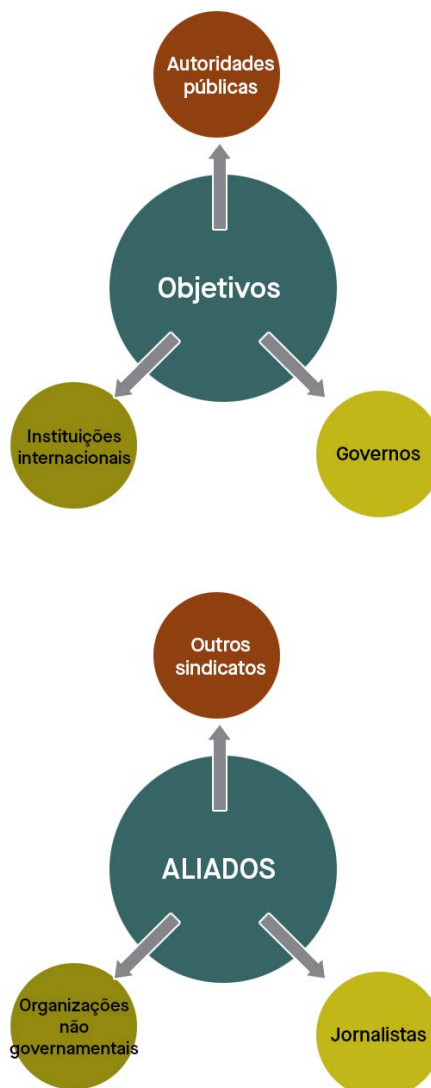 Autoridades
públicas
Objetivos
Instituições
internacionais
Governos
Outros
sindicatos
ALIADOS
Organizações
não
governamentais
Jornalistas